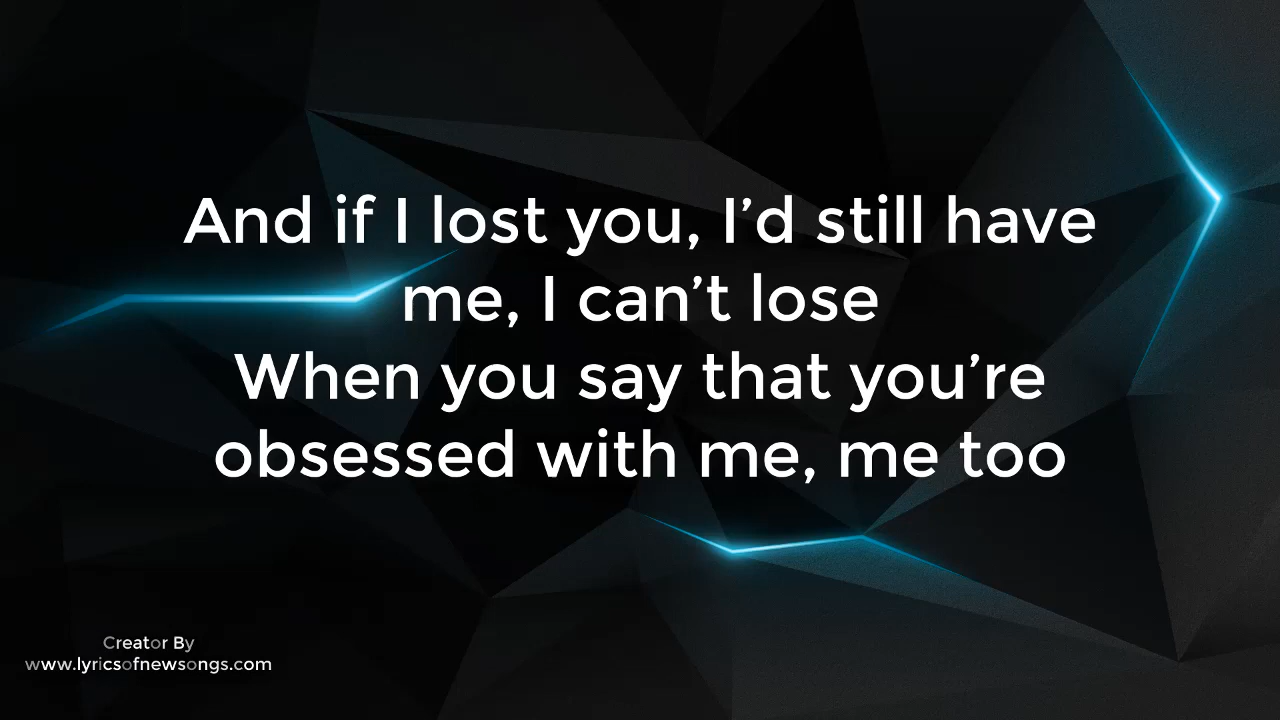 And if I lost you, I’d still have
me, I can’t lose
When you say that you’re
obsessed with me, me too
Creator By
www.lyricsofnewsongs.com